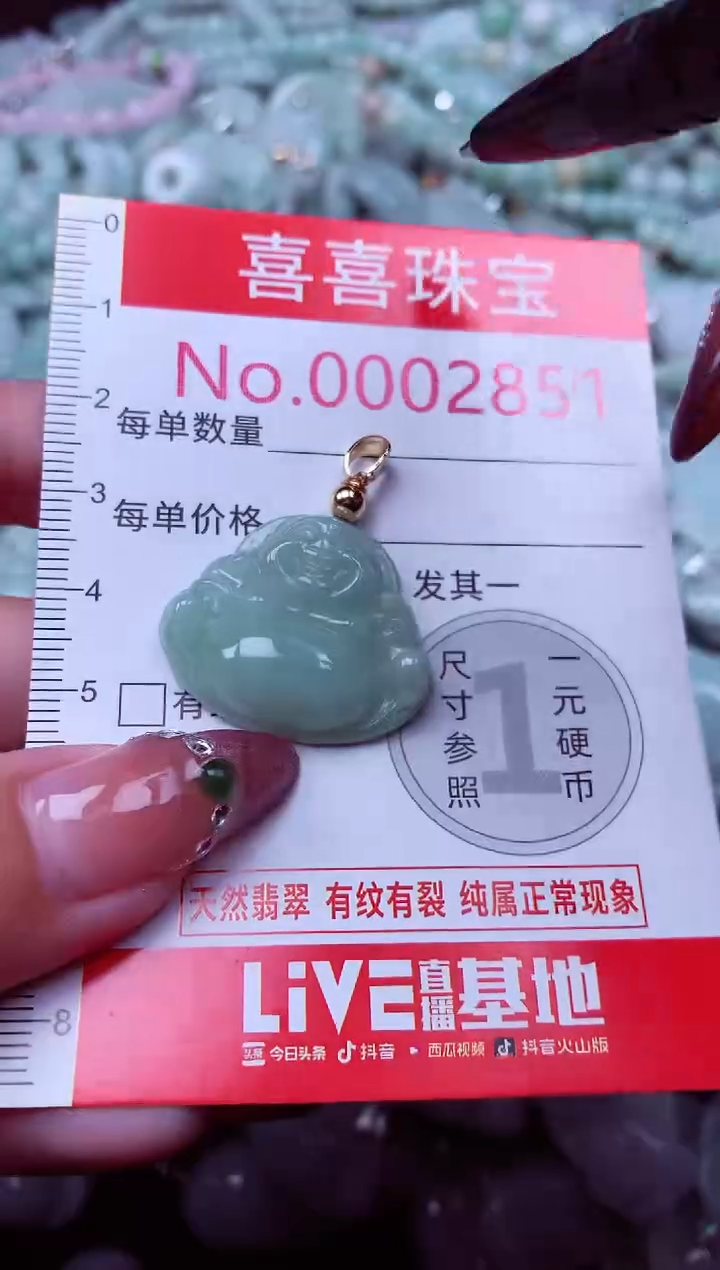 0
喜喜珠宝
1
No.0002851
2
每单数量
3
每单价格
4
发其一
5
有
尺寸参照
1
一元硬币
天然翡翠 有纹有裂 纯属正常现象
LiVE直播基地
8
头条 今日头条 抖音 西瓜视频 抖音火山版